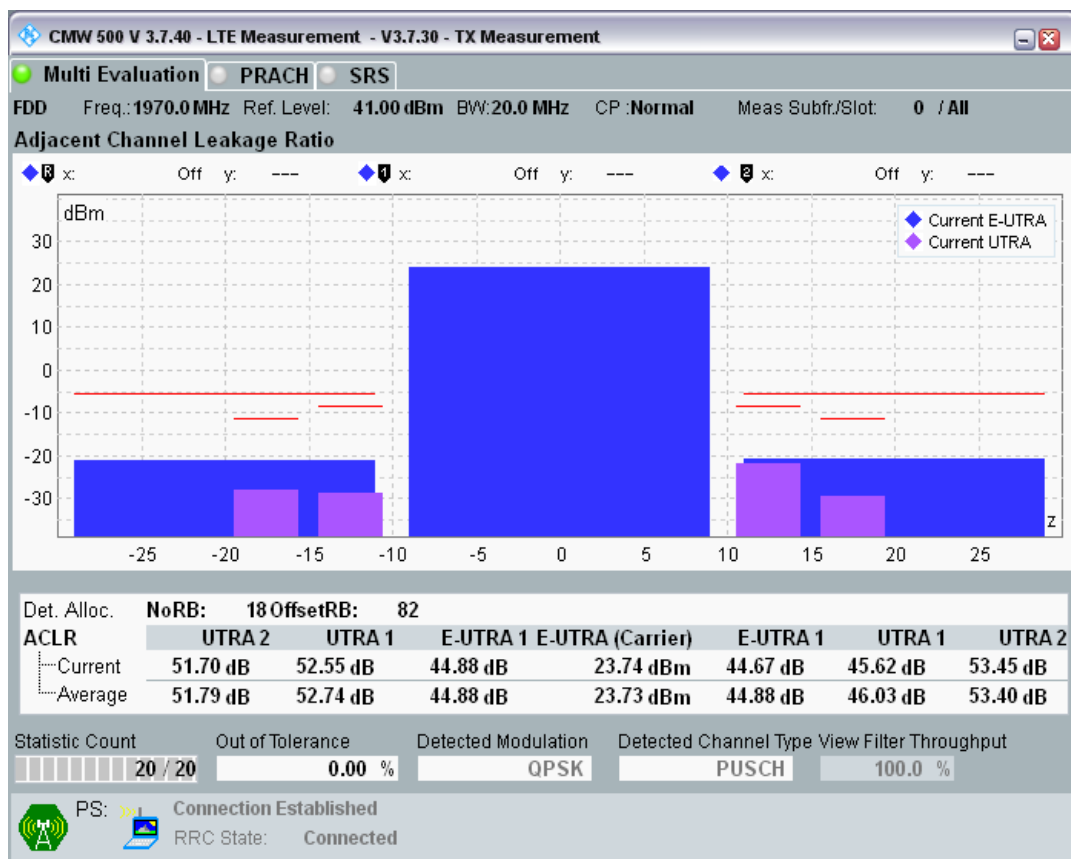 CMW 500 V 3.7.40 - LTE Measurement - V3.7.30 - TX Measurement
Multi Evaluation PRACH SRS
FDD Freq.: 1970.0 MHz Ref. Level: 41.00 dBm BW: 20.0 MHz CP :Normal Meas Subfr./Slot: 0 / All
Adjacent Channel Leakage Ratio
R x: Off y: --- 1 x: Off y: --- 2 x: Off y: ---
dBm
Current E-UTRA
Current UTRA
30
20
10
0
-10
-20
-30
z
-25 -20 -15 -10 -5 0 5 10 15 20 25
Det. Alloc. NoRB: 18 OffsetRB: 82
ACLR UTRA 2 UTRA 1 E-UTRA 1 E-UTRA (Carrier) E-UTRA 1 UTRA 1 UTRA 2
Current 51.70 dB 52.55 dB 44.88 dB 23.74 dBm 44.67 dB 45.62 dB 53.45 dB
Average 51.79 dB 52.74 dB 44.88 dB 23.73 dBm 44.88 dB 46.03 dB 53.40 dB
Statistic Count Out of Tolerance Detected Modulation Detected Channel Type View Filter Throughput
20 / 20 0.00 % QPSK PUSCH 100.0 %
PS: Connection Established
RRC State: Connected